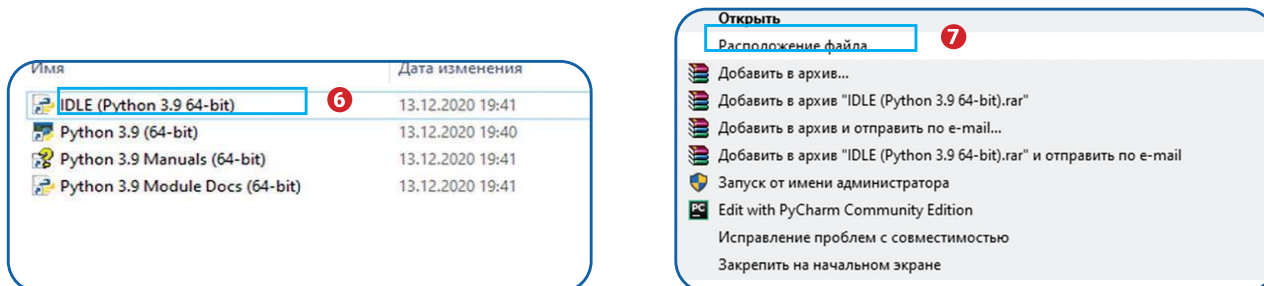 Имя Дата изменения
IDLE (Python 3.9 64-bit) 6 13.12.2020 19:41
Python 3.9 (64-bit) 13.12.2020 19:40
Python 3.9 Manuals (64-bit) 13.12.2020 19:41
Python 3.9 Module Docs (64-bit) 13.12.2020 19:41
Открыть
Расположение файла 7
Добавить в архив...
Добавить в архив "IDLE (Python 3.9 64-bit).rar"
Добавить в архив и отправить по e-mail...
Добавить в архив "IDLE (Python 3.9 64-bit).rar" и отправить по e-mail
Запуск от имени администратора
PC Edit with PyCharm Community Edition
Исправление проблем с совместимостью
Закрепить на начальном экране